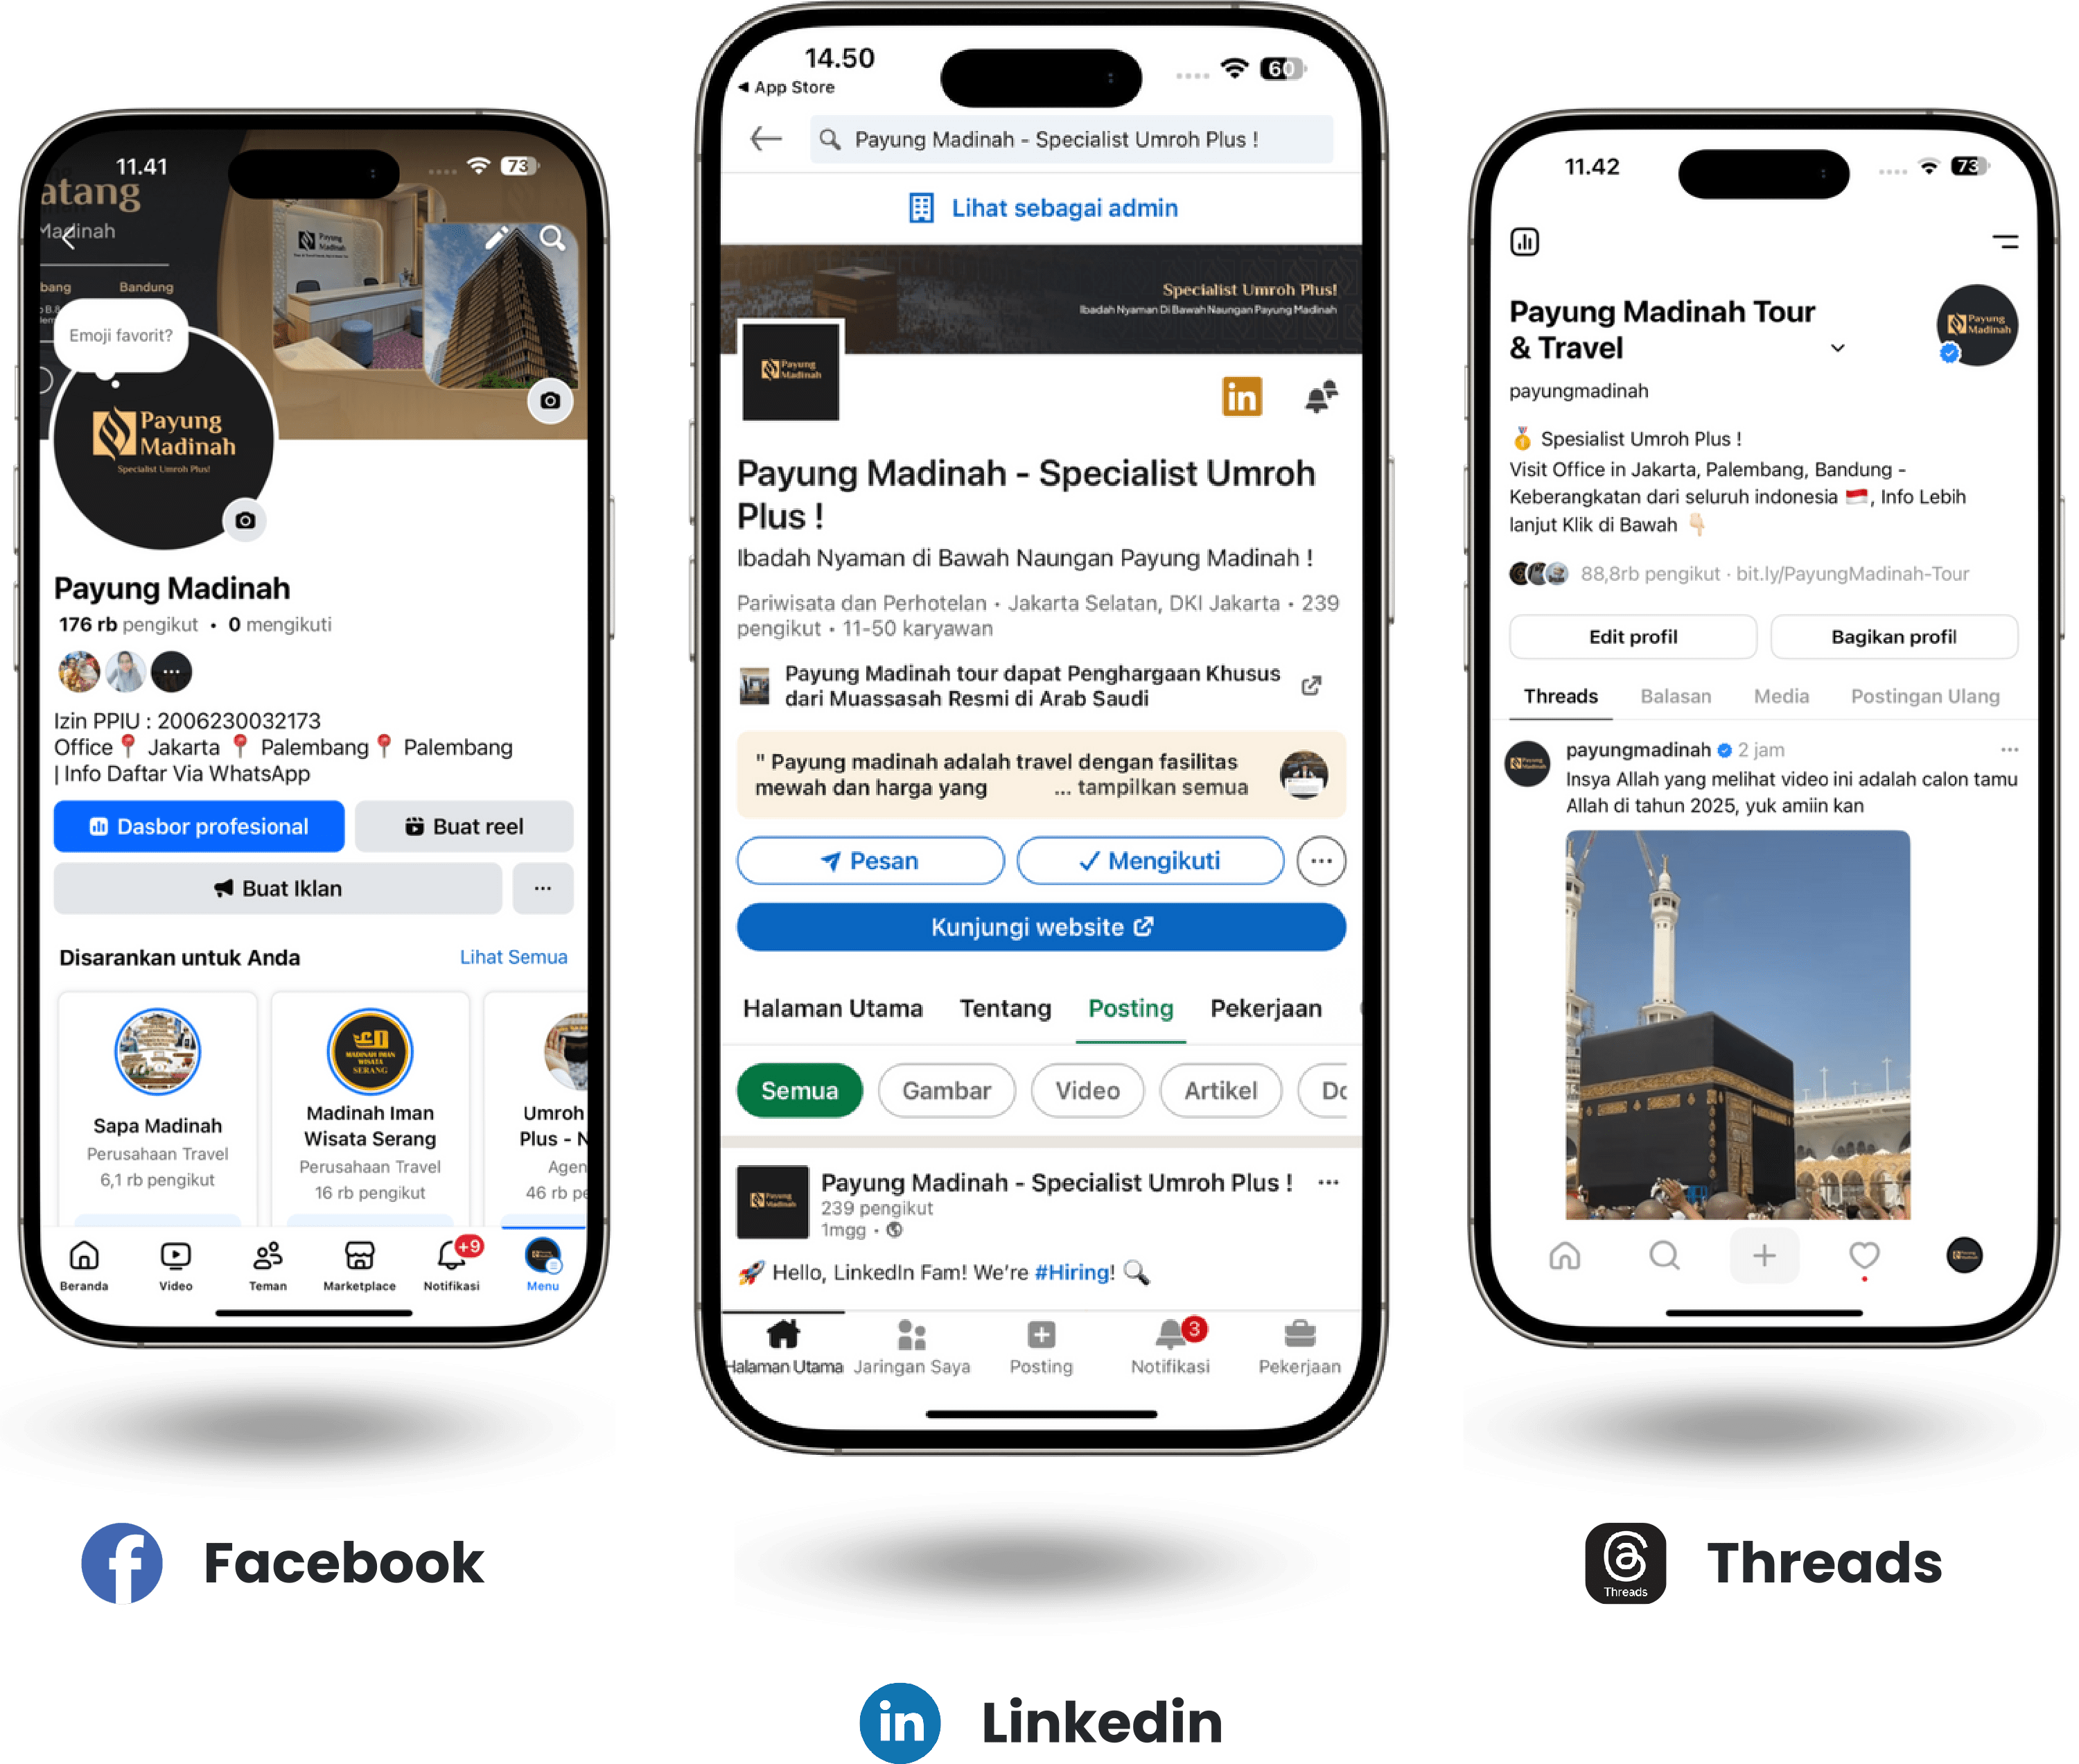 11.41
73
atang
Madinah
bang
Bandung
Payung
Madinah
Emoji favorit?
Payung
Madinah
Specialist Umroh Plus!
Payung Madinah
176 rb pengikut • 0 mengikuti
Izin PPIU : 2006230032173
Office📍 Jakarta 📍 Palembang📍 Palembang
| Info Daftar Via WhatsApp
Dasbor profesional
Buat reel
Buat Iklan
Disarankan untuk Anda
Lihat Semua
Sapa Madinah
Perusahaan Travel
6,1 rb pengikut
MADINAH IMAN
WISATA
SERANG
Madinah Iman
Wisata Serang
Perusahaan Travel
16 rb pengikut
Umroh
Plus - N
Agen
46 rb pe
+9
Beranda
Video
Teman
Marketplace
Notifikasi
Menu
Facebook
14.50
60
◀ App Store
Payung Madinah - Specialist Umroh Plus !
Lihat sebagai admin
Specialist Umroh Plus!
Ibadah Nyaman Di Bawah Naungan Payung Madinah
Payung
Madinah
in
Payung Madinah - Specialist Umroh
Plus !
Ibadah Nyaman di Bawah Naungan Payung Madinah !
Pariwisata dan Perhotelan • Jakarta Selatan, DKI Jakarta • 239
pengikut • 11-50 karyawan
Payung Madinah tour dapat Penghargaan Khusus
dari Muassasah Resmi di Arab Saudi
" Payung madinah adalah travel dengan fasilitas
mewah dan harga yang ... tampilkan semua
Pesan
Mengikuti
Kunjungi website
Halaman Utama
Tentang
Posting
Pekerjaan
Semua
Gambar
Video
Artikel
Do
Payung
Madinah
Payung Madinah - Specialist Umroh Plus !
239 pengikut
1mgg •
🚀 Hello, LinkedIn Fam! We're #Hiring! 🔍
3
Halaman Utama
Jaringan Saya
Posting
Notifikasi
Pekerjaan
in
Linkedin
11.42
73
Payung Madinah Tour
& Travel
Payung
Madinah
payungmadinah
🏅 Spesialist Umroh Plus !
Visit Office in Jakarta, Palembang, Bandung -
Keberangkatan dari seluruh indonesia 🇮🇩, Info Lebih
lanjut Klik di Bawah 👇🏻
88,8rb pengikut · bit.ly/PayungMadinah-Tour
Edit profil
Bagikan profil
Threads
Balasan
Media
Postingan Ulang
payungmadinah 2 jam
Insya Allah yang melihat video ini adalah calon tamu
Allah di tahun 2025, yuk amiin kan
Threads
Threads